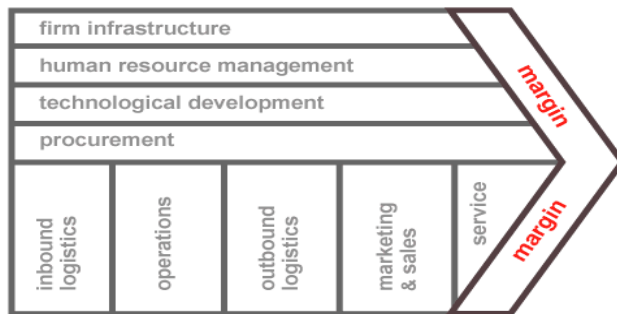 firm infrastructure
human resource management
technological development
procurement
margin
margin
inbound
logistics
operations
outbound
logistics
marketing
& sales
service